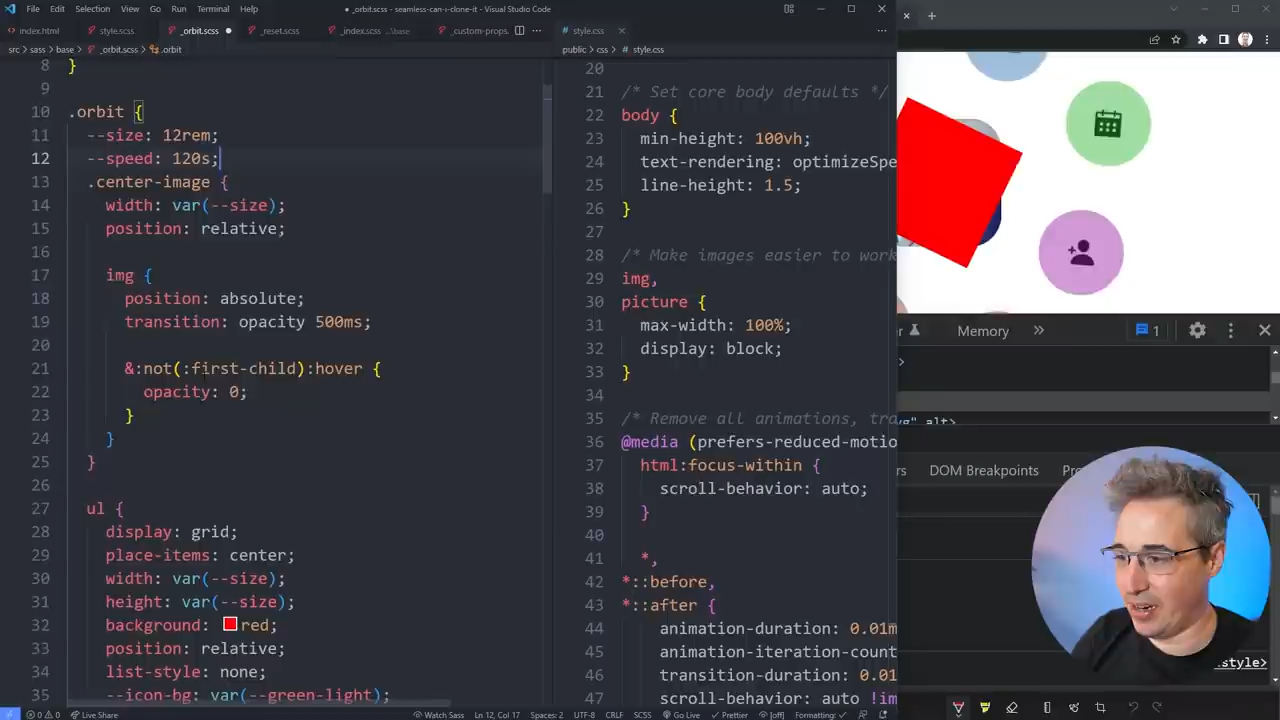 File Edit Selection View Go Run Terminal Help
● _orbit.scss - seamless-can-i-clone-it - Visual Studio Code
index.html style.scss _orbit.scss ● _reset.scss _index.scss ...\base _custom-props. style.css
src > sass > base > _orbit.scss > .orbit
public > css > # style.css
8 }
9
10 .orbit {
11 --size: 12rem;
12 --speed: 120s;
13 .center-image {
14 width: var(--size);
15 position: relative;
16
17 img {
18 position: absolute;
19 transition: opacity 500ms;
20
21 &:not(:first-child):hover {
22 opacity: 0;
23 }
24 }
25 }
26
27 ul {
28 display: grid;
29 place-items: center;
30 width: var(--size);
31 height: var(--size);
32 background: red;
33 position: relative;
34 list-style: none;
35 --icon-bg: var(--green-light);
20
21 /* Set core body defaults */
22 body {
23 min-height: 100vh;
24 text-rendering: optimizeSpe
25 line-height: 1.5;
26 }
27
28 /* Make images easier to work
29 img,
30 picture {
31 max-width: 100%;
32 display: block;
33 }
34
35 /* Remove all animations, tra
36 @media (prefers-reduced-motio
37 html:focus-within {
38 scroll-behavior: auto;
39 }
40
41 *,
42 *::before,
43 *::after {
44 animation-duration: 0.01m
45 animation-iteration-count
46 transition-duration: 0.01
47 scroll-behavior: auto !im
Memory » 1
>
g" alt>
rs DOM Breakpoints
.style>
0 0 Live Share
Watch Sass Ln 12, Col 17 Spaces: 2 UTF-8 CRLF SCSS Go Live Prettier [off] Formatting: ✓